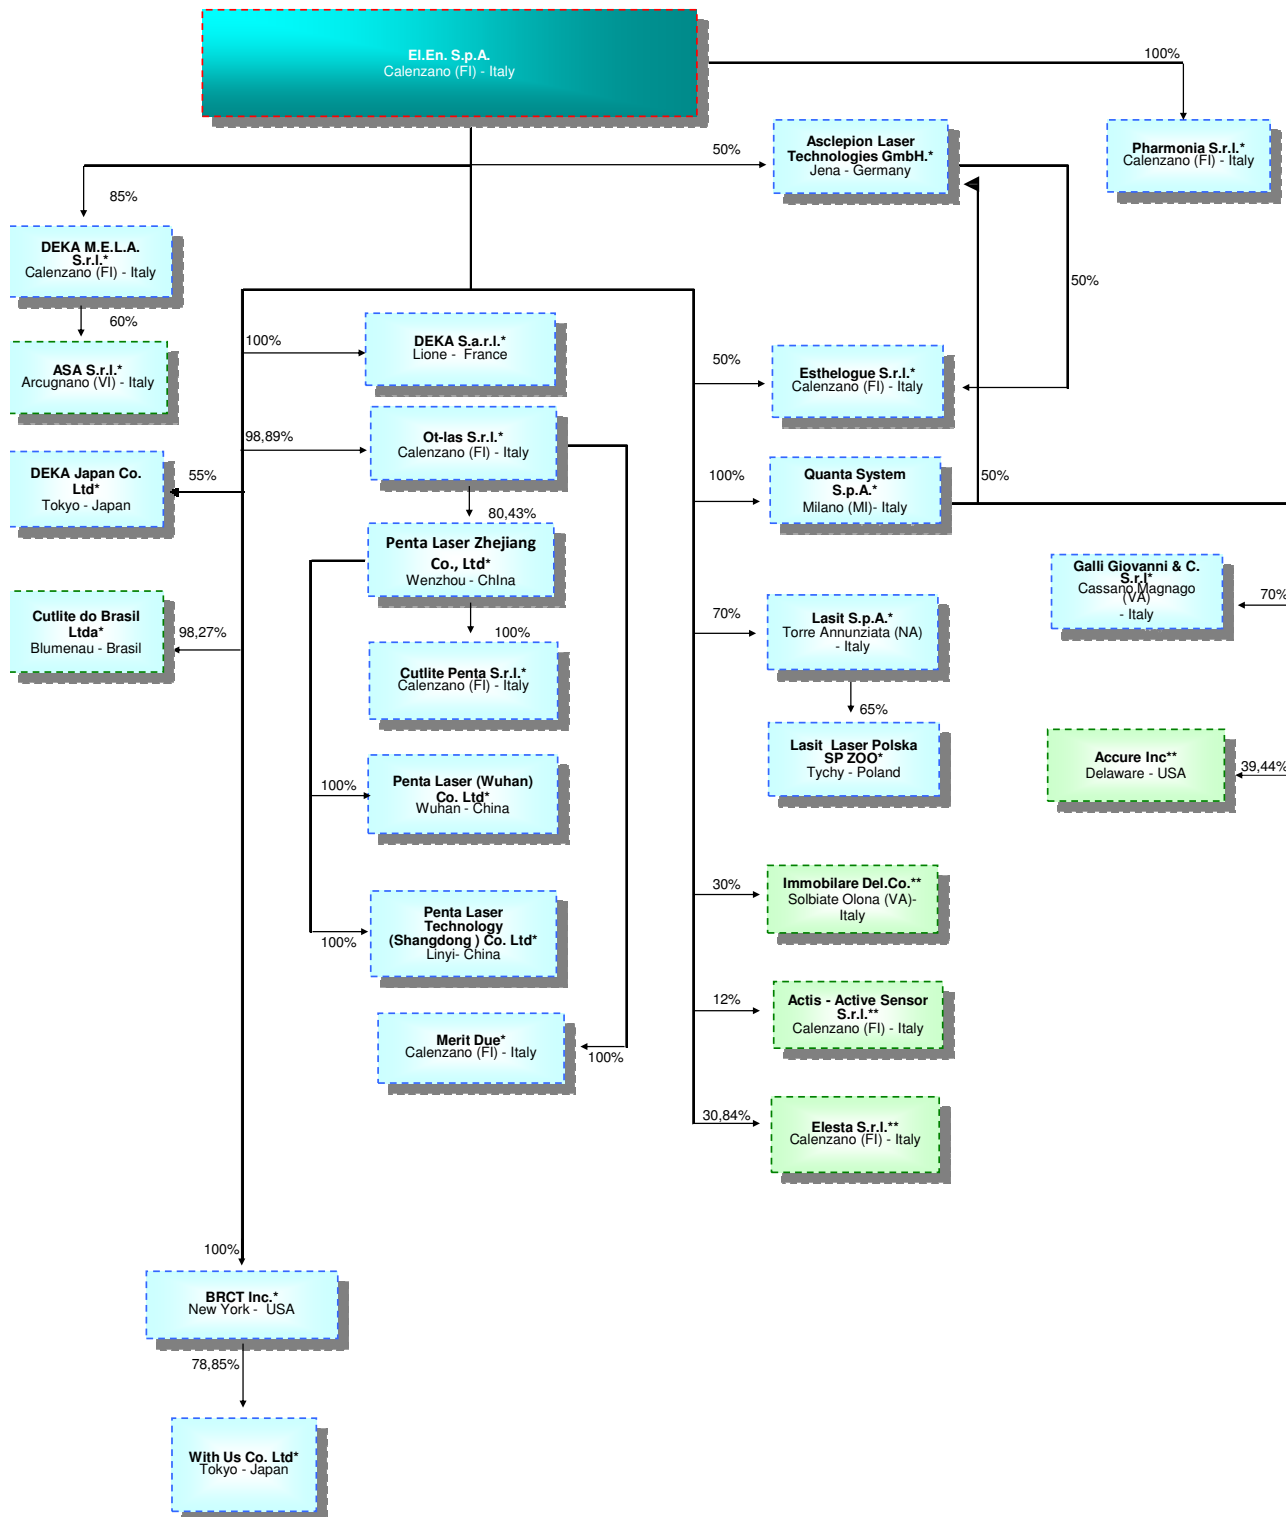 El.En. S.p.A.
Calenzano (FI) - Italy
100%
Asclepion Laser
Technologies GmbH.*
Jena - Germany
50%
Pharmonia S.r.l.*
Calenzano (FI) - Italy
85%
DEKA M.E.L.A.
S.r.l.*
Calenzano (FI) - Italy
50%
60%
ASA S.r.l.*
Arcugnano (VI) - Italy
100%
DEKA S.a.r.l.*
Lione - France
50%
Esthelogue S.r.l.*
Calenzano (FI) - Italy
98,89%
Ot-las S.r.l.*
Calenzano (FI) - Italy
DEKA Japan Co.
Ltd*
Tokyo - Japan
55%
100%
Quanta System
S.p.A.*
Milano (MI)- Italy
50%
80,43%
Penta Laser Zhejiang
Co., Ltd*
Wenzhou - ChIna
Galli Giovanni & C.
S.r.l*
Cassano Magnago
(VA)
- Italy
70%
Cutlite do Brasil
Ltda*
Blumenau - Brasil
98,27%
100%
Cutlite Penta S.r.l.*
Calenzano (FI) - Italy
70%
Lasit S.p.A.*
Torre Annunziata (NA)
- Italy
65%
Lasit Laser Polska
SP ZOO*
Tychy - Poland
Accure Inc**
Delaware - USA
39,44%
100%
Penta Laser (Wuhan)
Co. Ltd*
Wuhan - China
30%
Immobilare Del.Co.**
Solbiate Olona (VA)-
Italy
100%
Penta Laser
Technology
(Shangdong ) Co. Ltd*
Linyi- China
12%
Actis - Active Sensor
S.r.l.**
Calenzano (FI) - Italy
Merit Due*
Calenzano (FI) - Italy
100%
30,84%
Elesta S.r.l.**
Calenzano (FI) - Italy
100%
BRCT Inc.*
New York - USA
78,85%
With Us Co. Ltd*
Tokyo - Japan